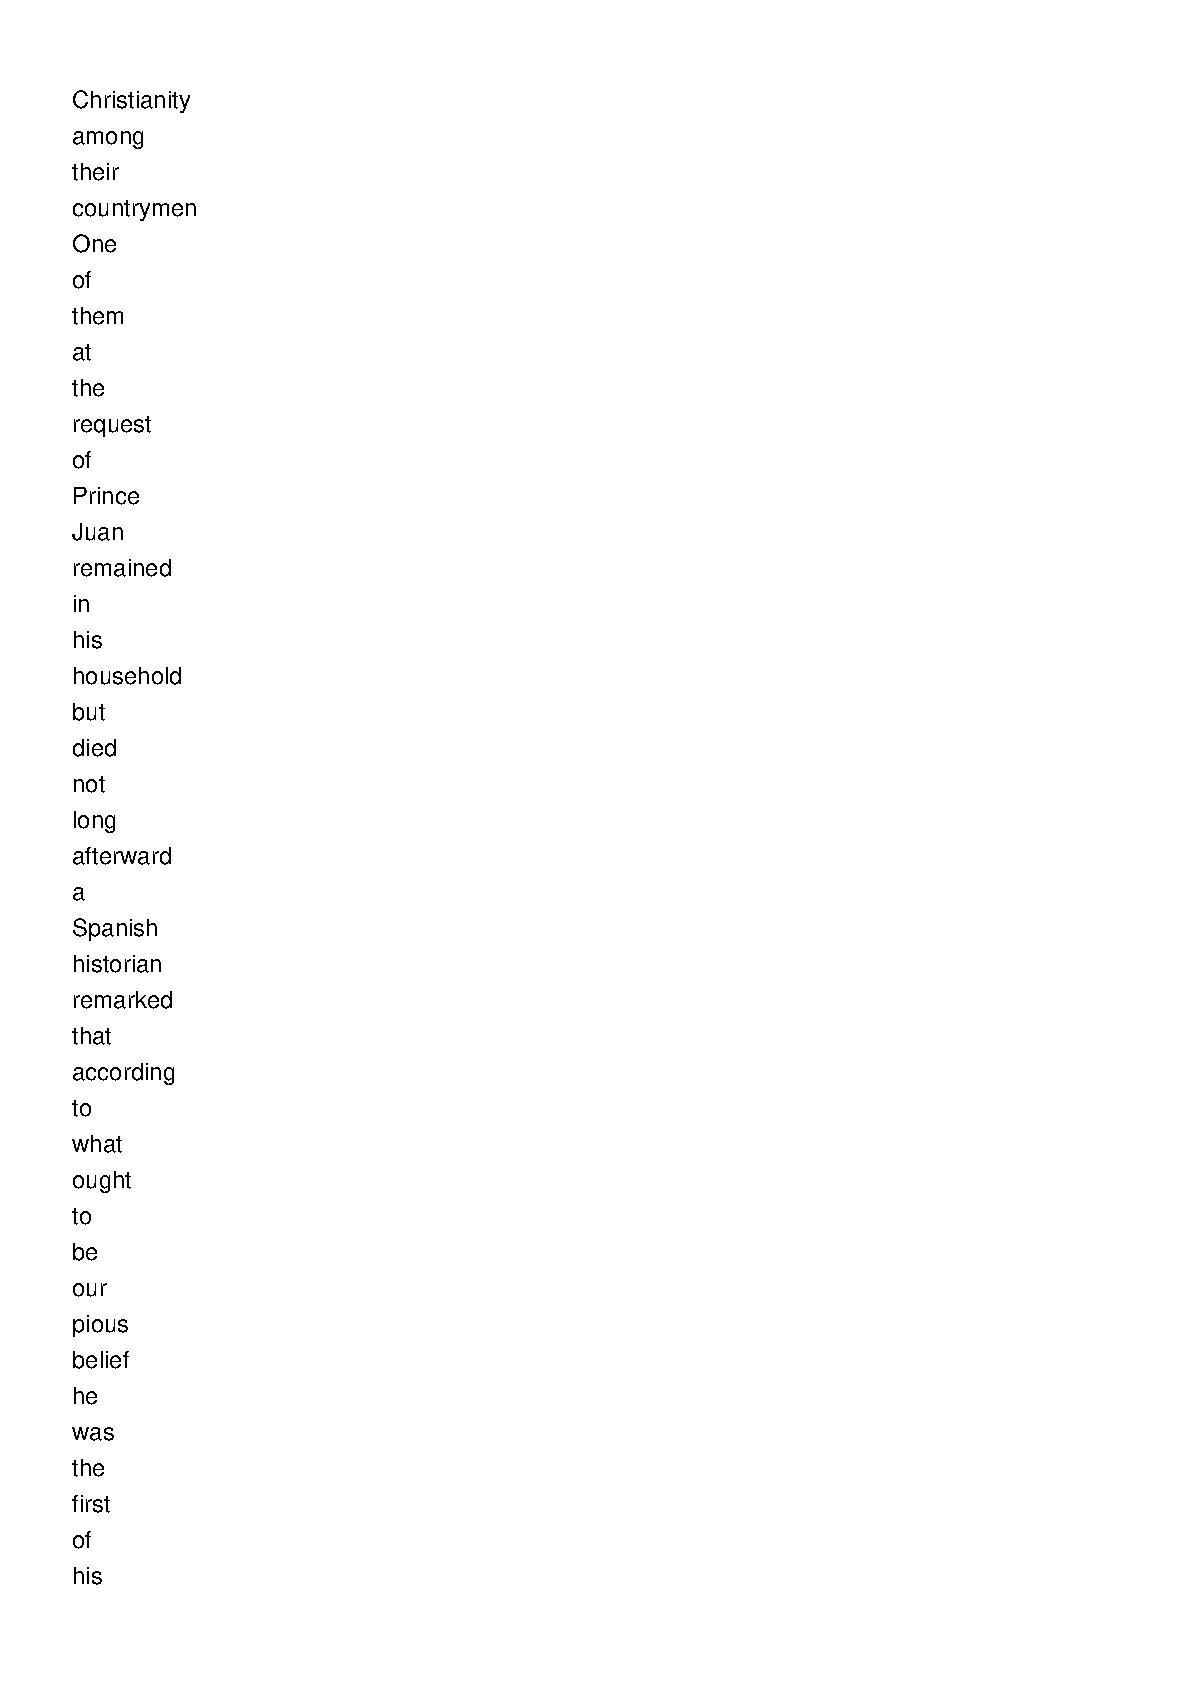 Christianity
among
their
countrymen
One
of
them
at
the
request
of
Prince
Juan
remained
in
his
household
but
died
not
long
afterward
a
Spanish
historian
remarked
that
according
to
what
ought
to
be
our
pious
belief
he
was
the
first
of
his